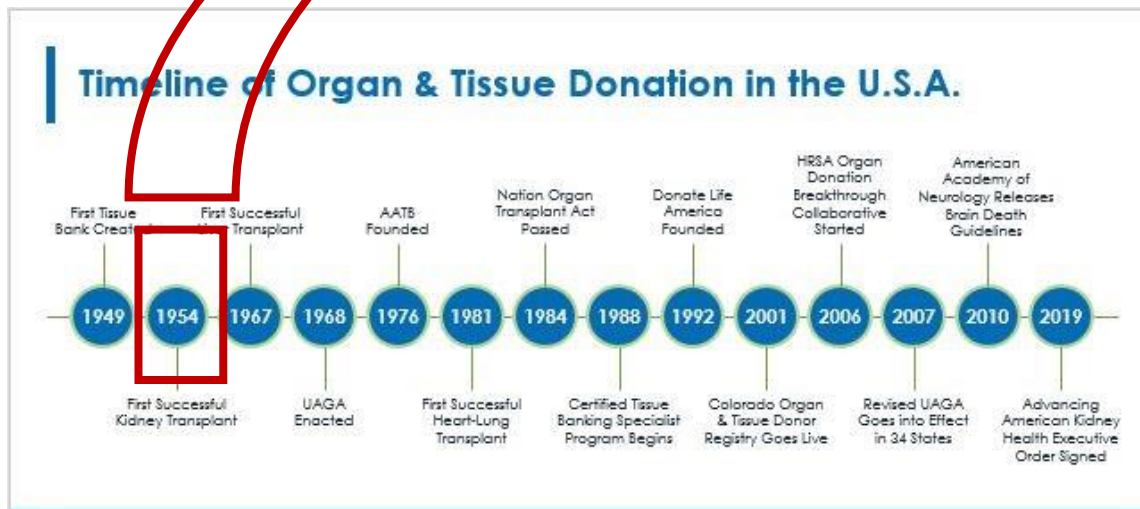 Timeline of Organ & Tissue Donation in the U.S.A.
First Tissue
Bank Created
First Successful
Liver Transplant
AATB
Founded
Nation Organ
Transplant Act
Passed
Donate Life
America
Founded
HRSA Organ
Donation
Breakthrough
Collaborative
Started
American
Academy of
Neurology Releases
Brain Death
Guidelines
1949
1954
1967
1968
1976
1981
1984
1988
1992
2001
2006
2007
2010
2019
First Successful
Kidney Transplant
UAGA
Enacted
First Successful
Heart-Lung
Transplant
Certified Tissue
Banking Specialist
Program Begins
Colorado Organ
& Tissue Donor
Registry Goes Live
Revised UAGA
Goes into Effect
in 34 States
Advancing
American Kidney
Health Executive
Order Signed